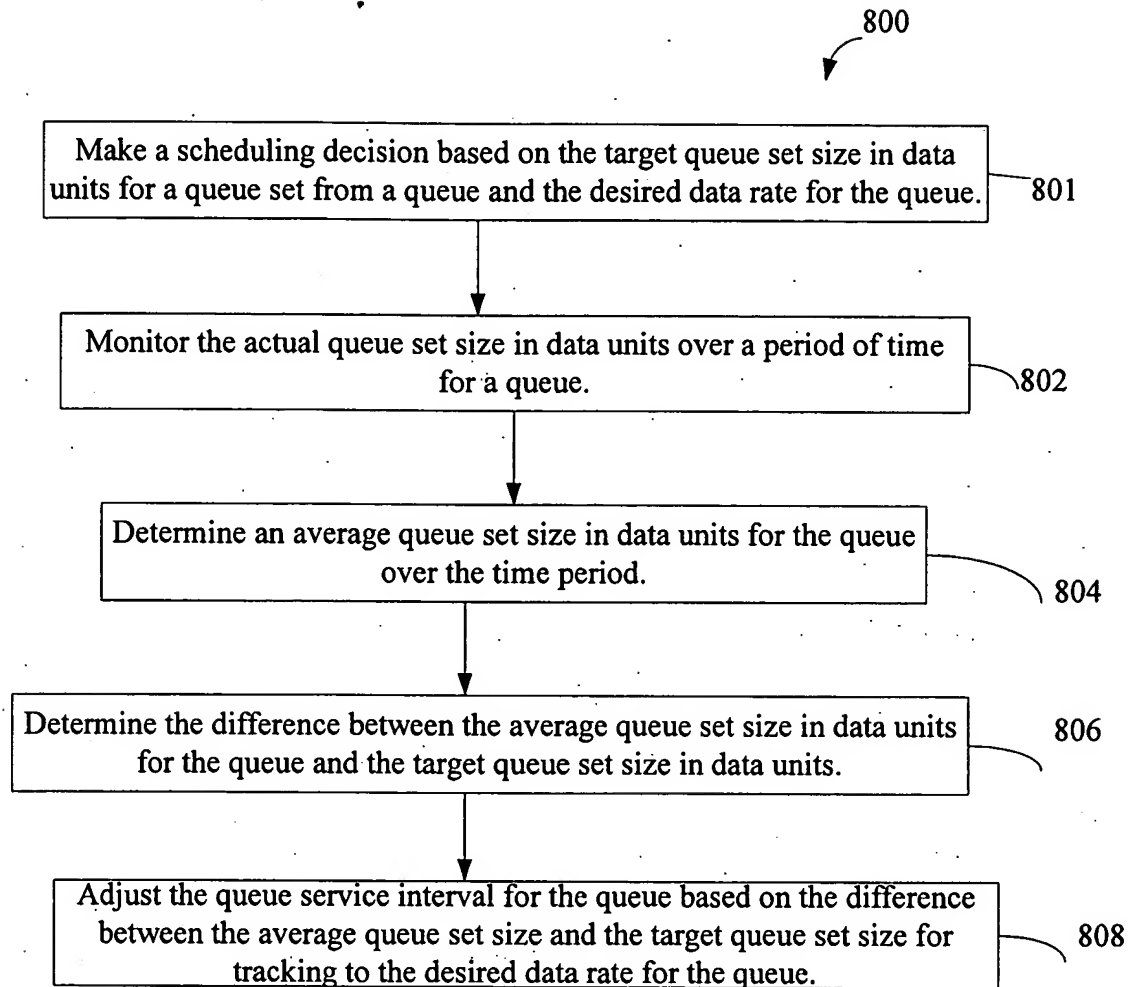 800
Make a scheduling decision based on the target queue set size in data
units for a queue set from a queue and the desired data rate for the queue.
801
Monitor the actual queue set size in data units over a period of time
for a queue.
802
Determine an average queue set size in data units for the queue
over the time period.
804
Determine the difference between the average queue set size in data units
for the queue and the target queue set size in data units.
806
Adjust the queue service interval for the queue based on the difference
between the average queue set size and the target queue set size for
tracking to the desired data rate for the queue.
808